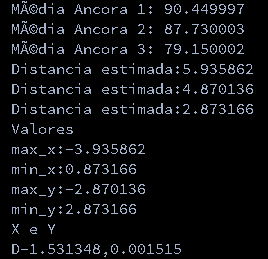 MÃ©dia Ancora 1: 90.449997
MÃ©dia Ancora 2: 87.730003
MÃ©dia Ancora 3: 79.150002
Distancia estimada:5.935862
Distancia estimada:4.870136
Distancia estimada:2.873166
Valores
max_x:-3.935862
min_x:0.873166
max_y:-2.870136
min_y:2.873166
X e Y
D-1.531348,0.001515